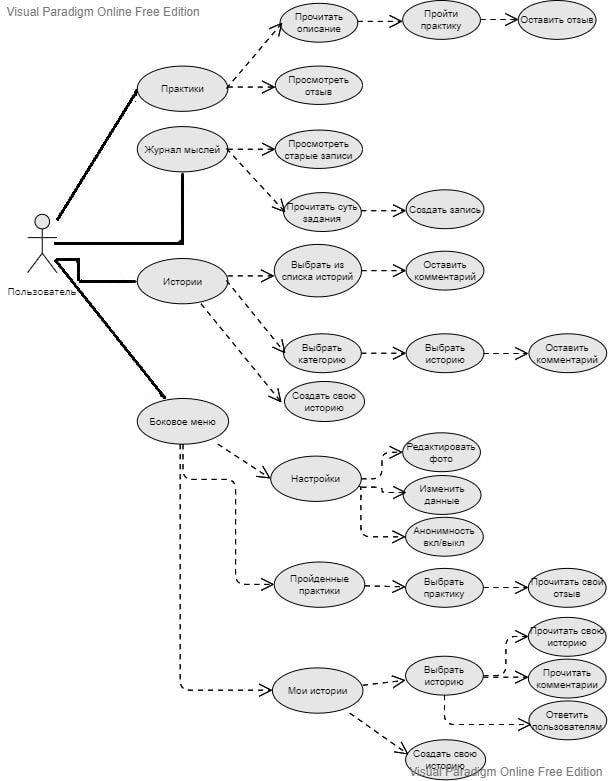 Visual Paradigm Online Free Edition
Прочитать
описание
Пройти
практику
Оставить отзыв
Практики
Просмотреть
отзыв
Журнал мыслей
Просмотреть
старые записи
Прочитать суть
задания
Создать запись
Пользователь
Истории
Выбрать из
списка историй
Оставить
комментарий
Выбрать
категорию
Выбрать
историю
Оставить
комментарий
Создать свою
историю
Боковое меню
Настройки
Редактировать
фото
Изменить
данные
Анонимность
вкл/выкл
Пройденные
практики
Выбрать
практику
Прочитать свой
отзыв
Мои истории
Выбрать
историю
Прочитать свою
историю
Прочитать
комментарии
Ответить
пользователям
Создать свою
историю
Visual Paradigm Online Free Edition